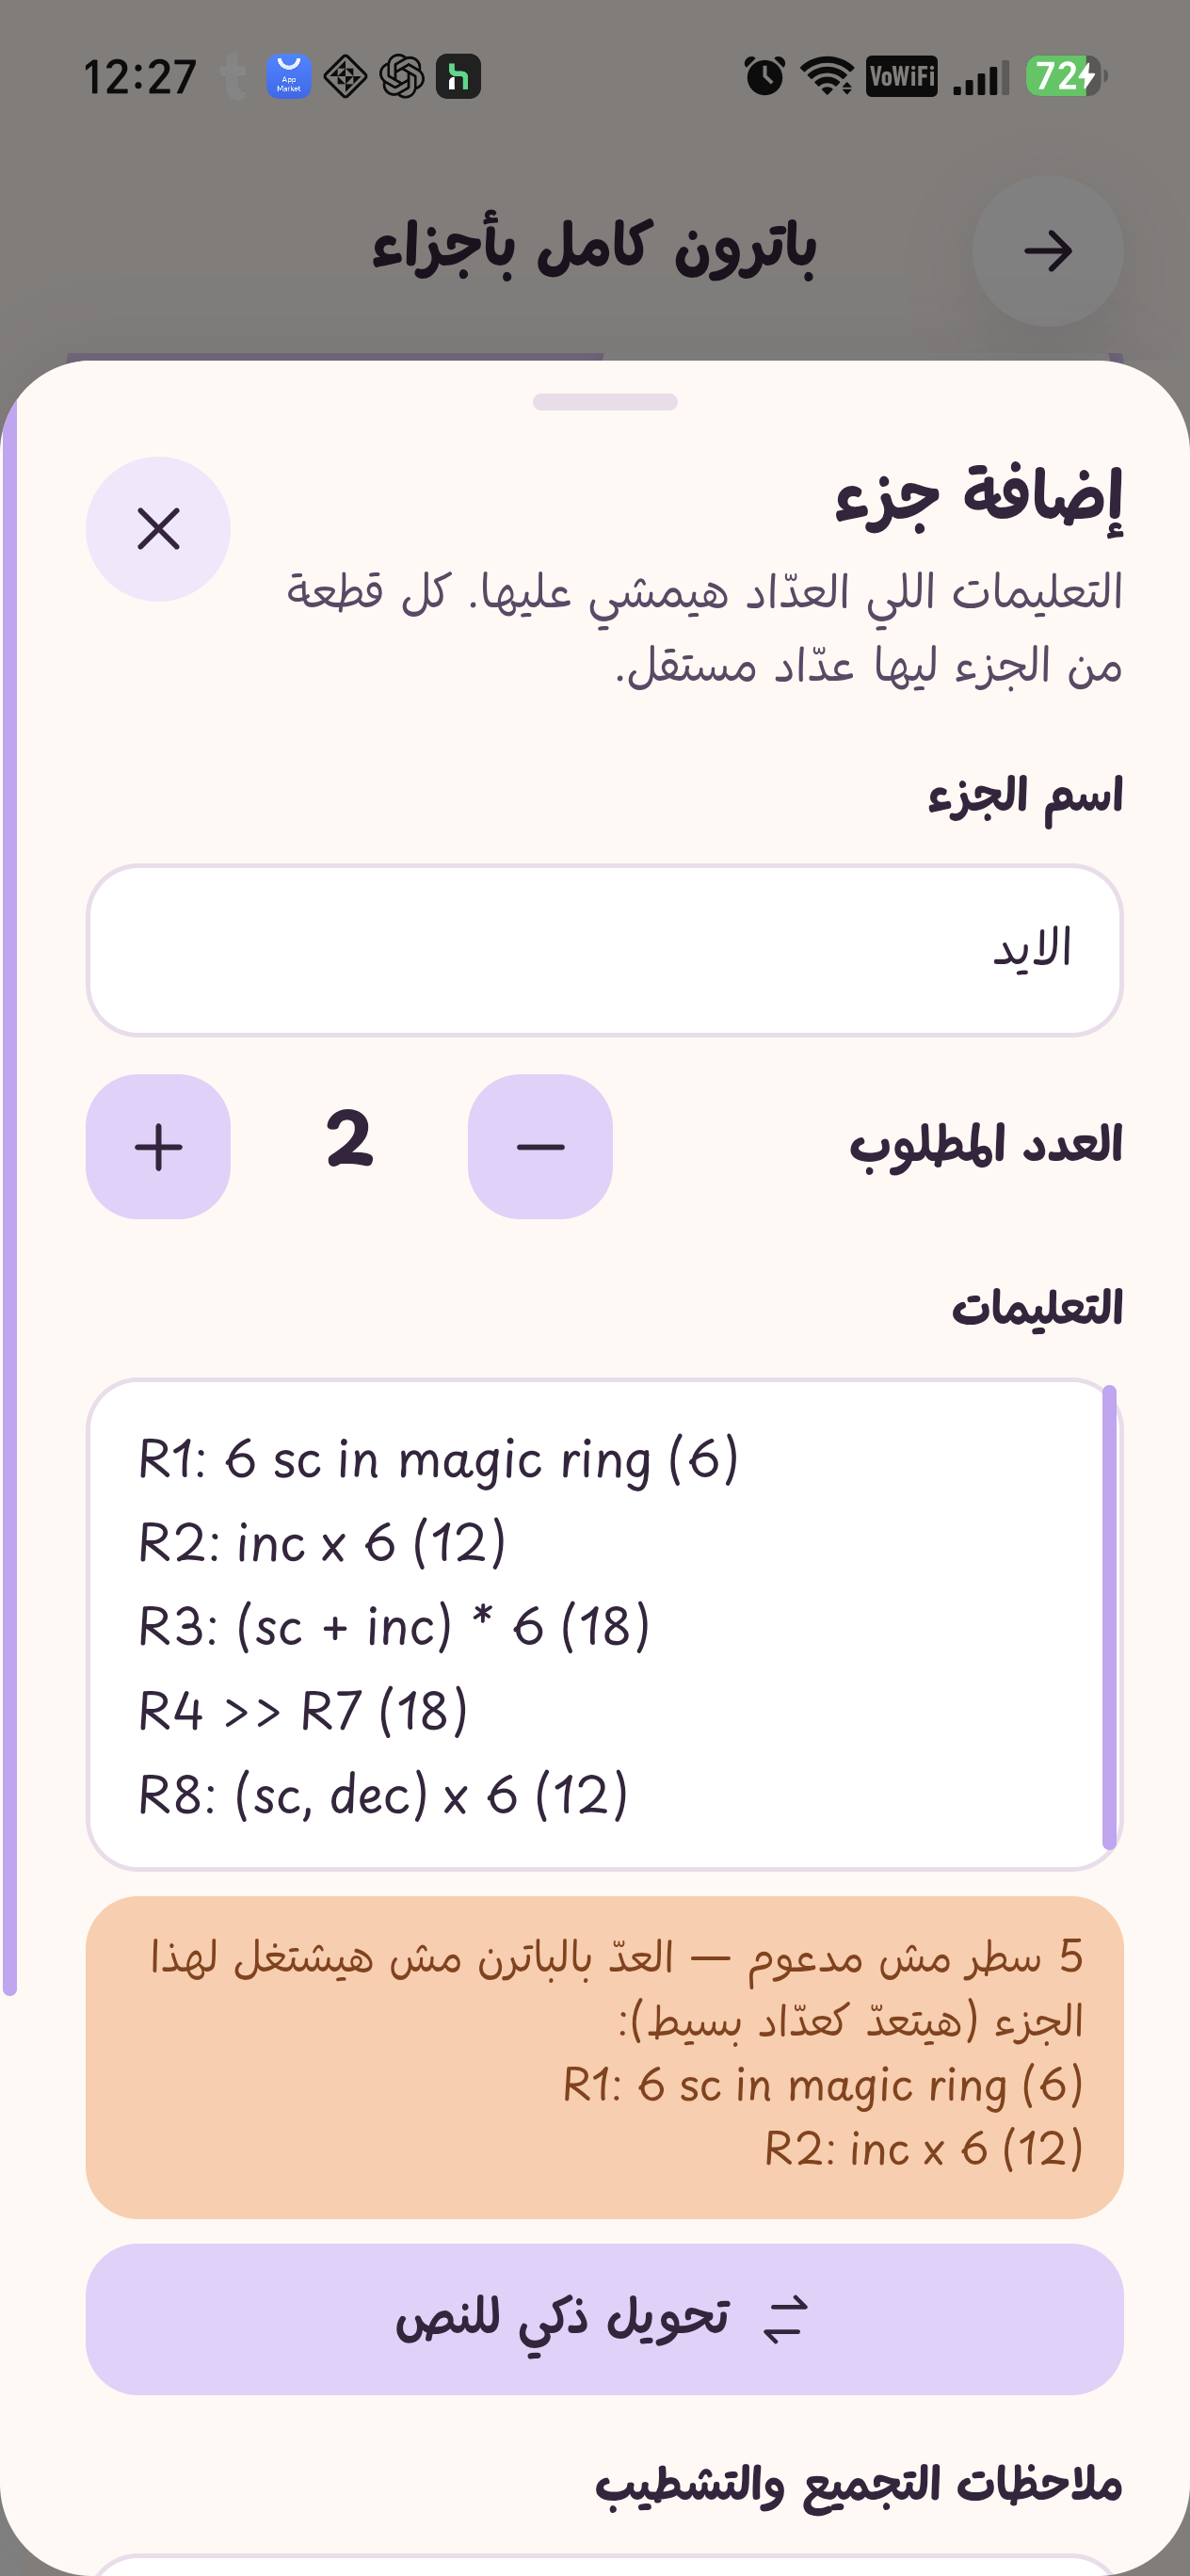 12:27
App
Market
VoWiFi
72
باترون كامل بأجزاء
إضافة جزء
التعليمات اللي العدّاد هيمشي عليها. كل قطعة
من الجزء ليها عدّاد مستقل.
اسم الجزء
الايد
العدد المطلوب
2
التعليمات
R1: 6 sc in magic ring (6)
R2: inc x 6 (12)
R3: (sc + inc) * 6 (18)
R4 >> R7 (18)
R8: (sc, dec) x 6 (12)
5 سطر مش مدعوم — العدّ بالباترن مش هيشتغل لهذا
الجزء (هيتعدّ كعدّاد بسيط):
R1: 6 sc in magic ring (6)
R2: inc x 6 (12)
تحويل ذكي للنص
ملاحظات التجميع والتشطيب